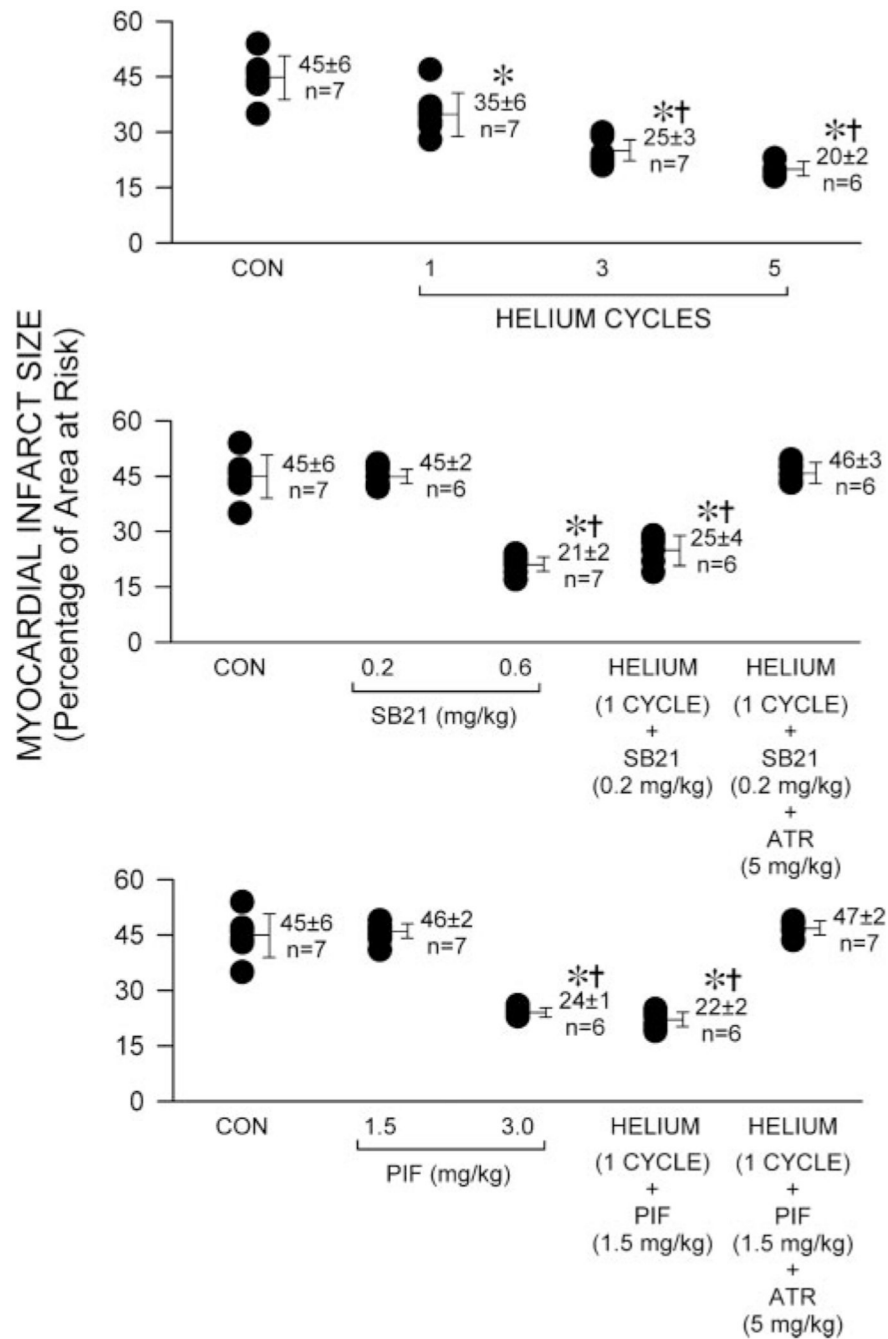 MYOCARDIAL INFARCT SIZE
(Percentage of Area at Risk)
60
45
30
15
0
45±6
n=7
*
35±6
n=7
*†
25±3
n=7
*†
20±2
n=6
CON
1
3
5
HELIUM CYCLES
60
45
30
15
0
45±6
n=7
45±2
n=6
*†
21±2
n=7
*†
25±4
n=6
46±3
n=6
CON
0.2
0.6
SB21 (mg/kg)
HELIUM
(1 CYCLE)
+
SB21
(0.2 mg/kg)
HELIUM
(1 CYCLE)
+
SB21
(0.2 mg/kg)
+
ATR
(5 mg/kg)
60
45
30
15
0
45±6
n=7
46±2
n=7
*†
24±1
n=6
*†
22±2
n=6
47±2
n=7
CON
1.5
3.0
PIF (mg/kg)
HELIUM
(1 CYCLE)
+
PIF
(1.5 mg/kg)
HELIUM
(1 CYCLE)
+
PIF
(1.5 mg/kg)
+
ATR
(5 mg/kg)